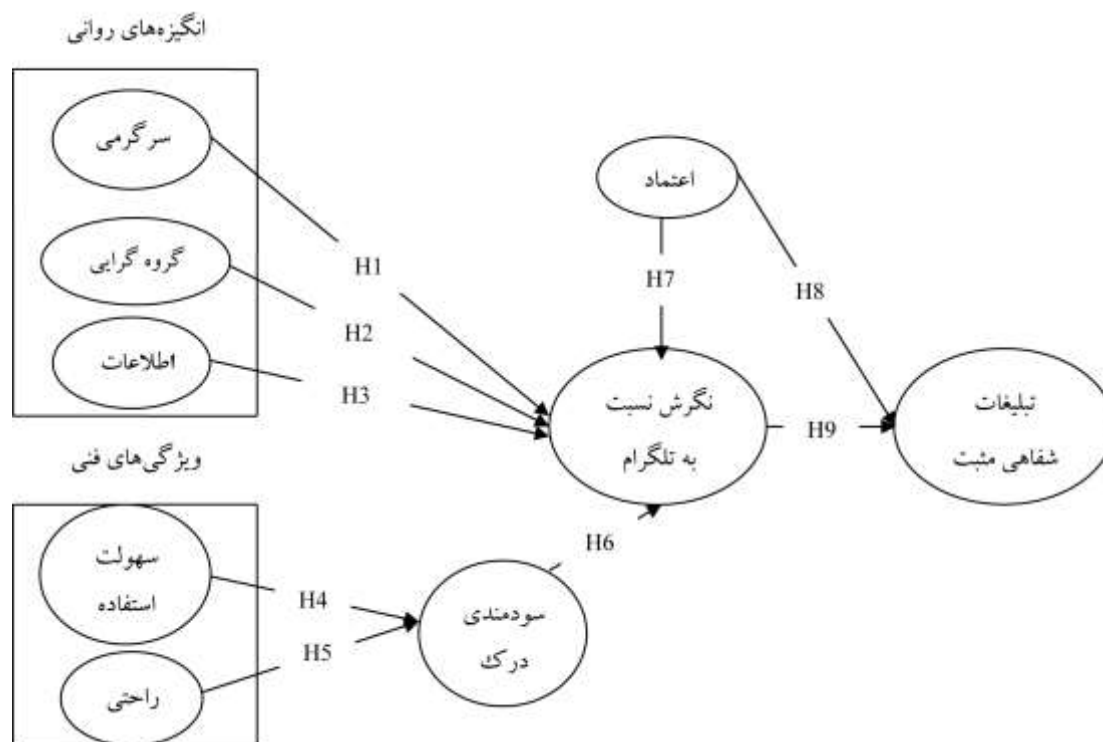 انگیزه‌های روانی
سرگرمی
گروه گرایی
اطلاعات
H1
H2
H3
ویژگی‌های فنی
سهولت
استفاده
راحتی
H4
H5
سودمندی
درک
H6
اعتماد
H7
H8
نگرش نسبت
به تلگرام
H9
تبلیغات
شفاهی مثبت